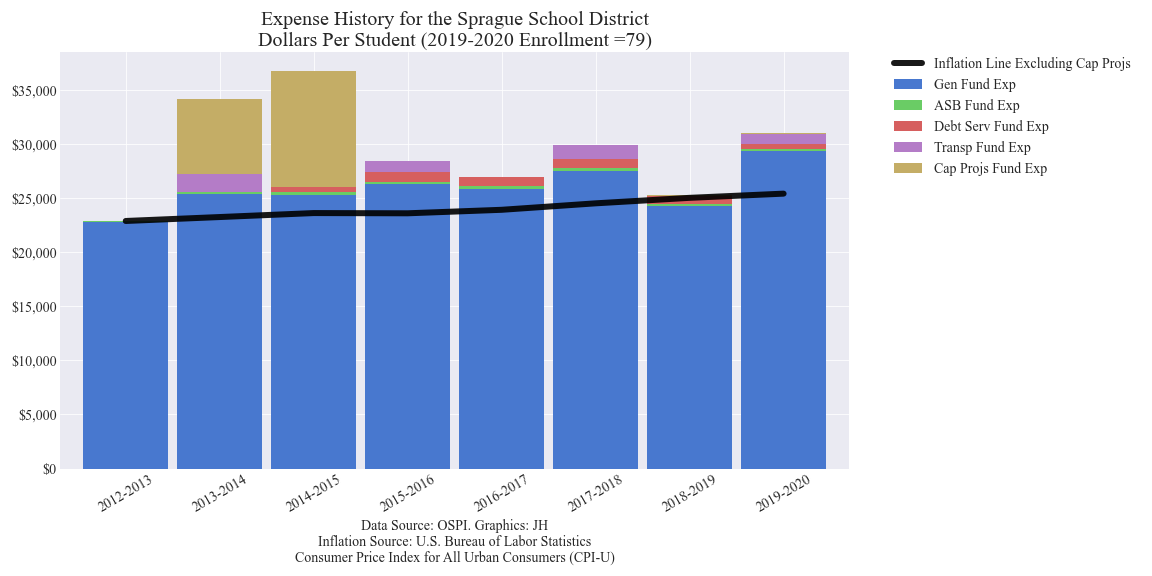 Expense History for the Sprague School District
Dollars Per Student (2019-2020 Enrollment =79)
Inflation Line Excluding Cap Projs
Gen Fund Exp
ASB Fund Exp
Debt Serv Fund Exp
Transp Fund Exp
Cap Projs Fund Exp
$35,000
$30,000
$25,000
$20,000
$15,000
$10,000
$5,000
$0
2012-2013
2013-2014
2014-2015
2015-2016
2016-2017
2017-2018
2018-2019
2019-2020
Data Source: OSPI. Graphics: JH
Inflation Source: U.S. Bureau of Labor Statistics
Consumer Price Index for All Urban Consumers (CPI-U)